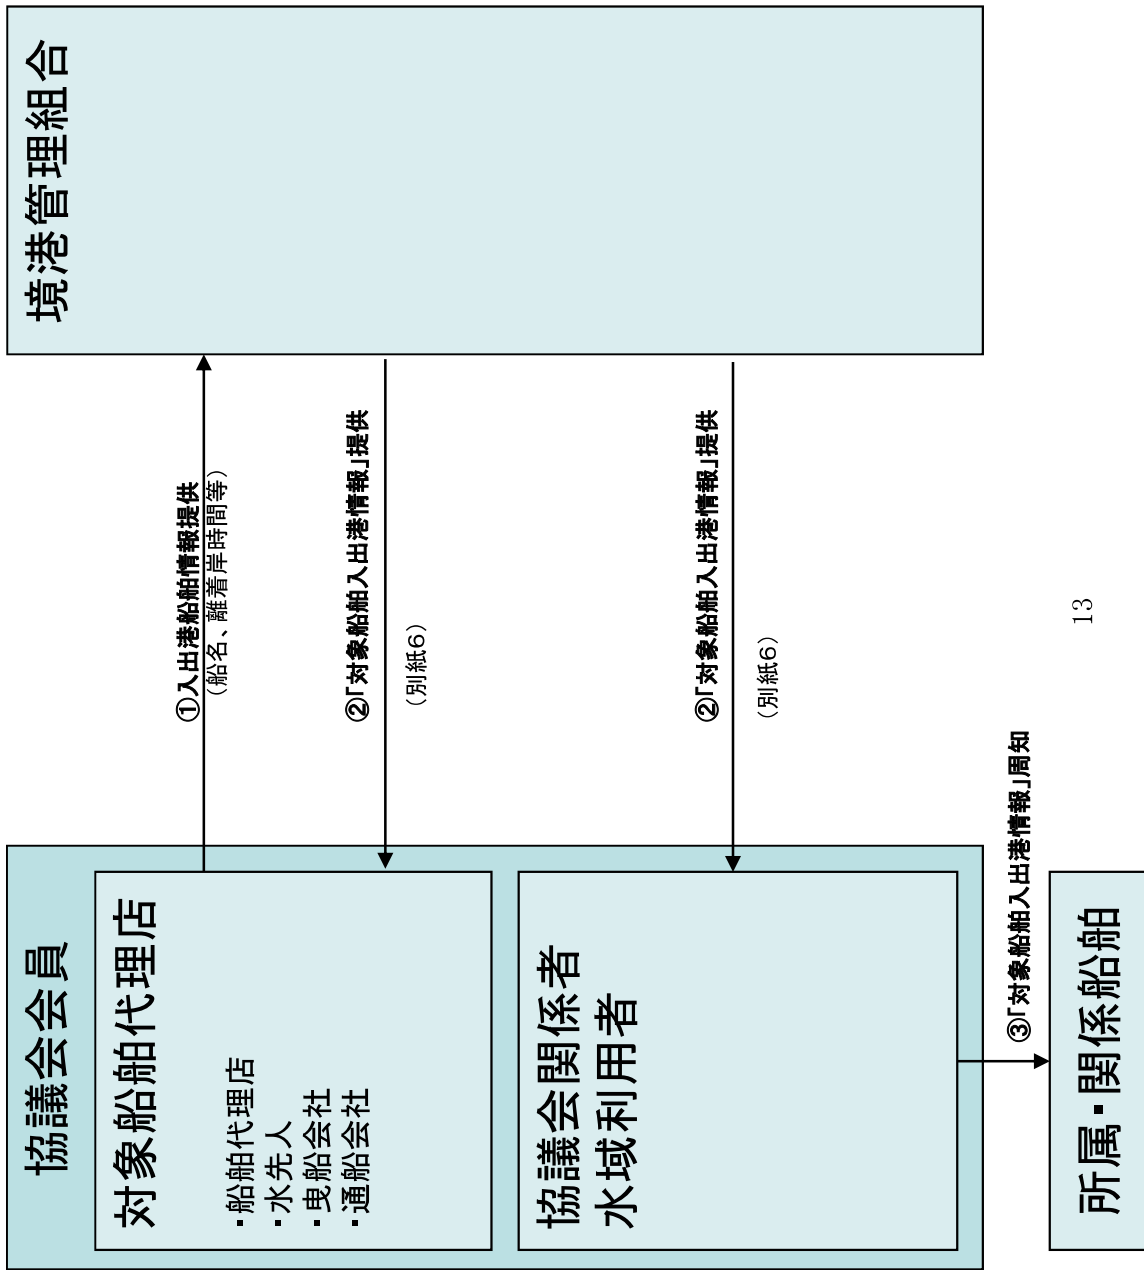 協議会会員
対象船舶代理店
・船舶代理店
・水先人
・曳船会社
・通船会社
協議会関係者
水域利用者
①入出港船舶情報提供
（船名、離着岸時間等）
②「対象船舶入出港情報」提供
（別紙6）
②「対象船舶入出港情報」提供
（別紙6）
境港管理組合
③「対象船舶入出港情報」周知
所属・関係船舶
13